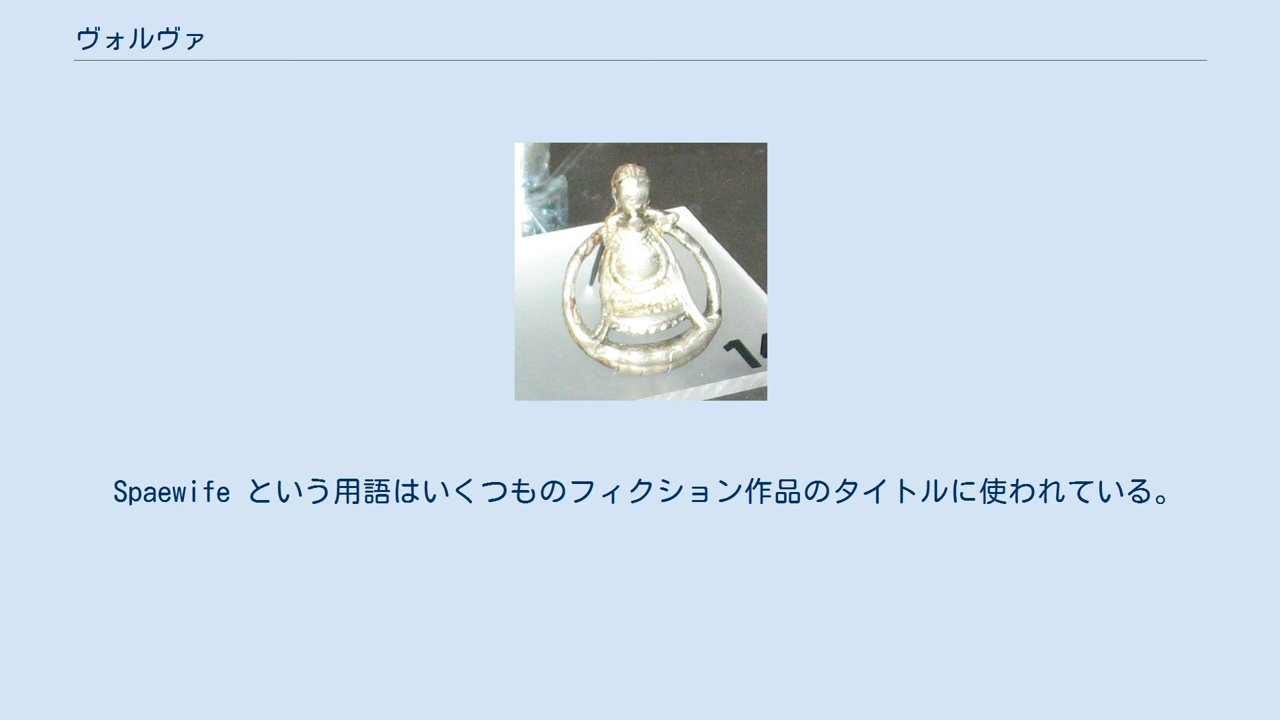 ヴォルヴァ
Spaewife という用語はいくつものフィクション作品のタイトルに使われている。